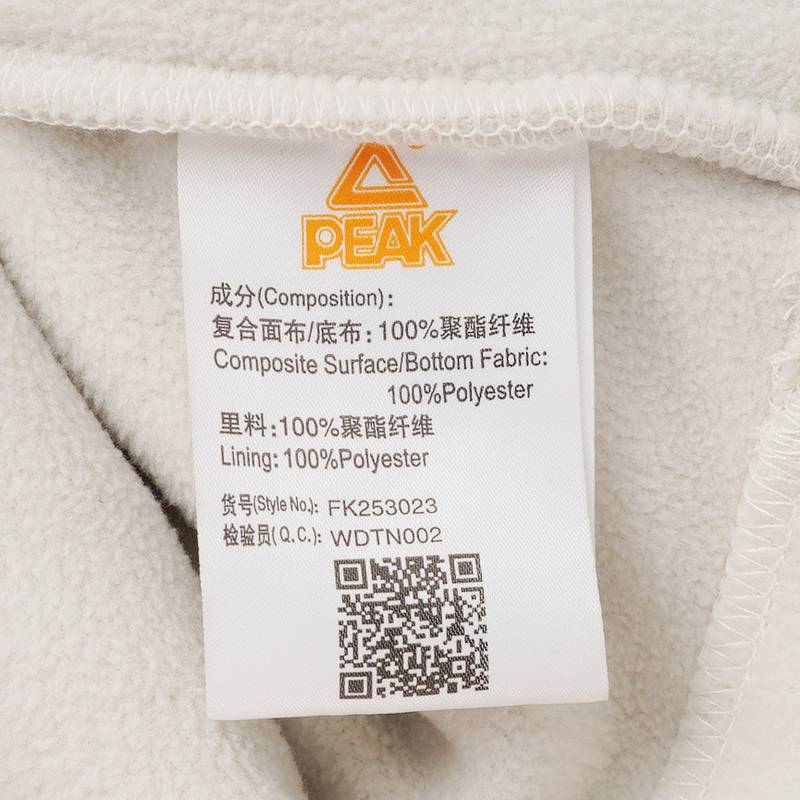 PEAK
成分(Composition):
复合面布/底布:100%聚酯纤维
Composite Surface/Bottom Fabric:
100%Polyester
里料:100%聚酯纤维
Lining:100%Polyester
货号(Style No.): FK253023
检验员(Q.C.): WDTN002